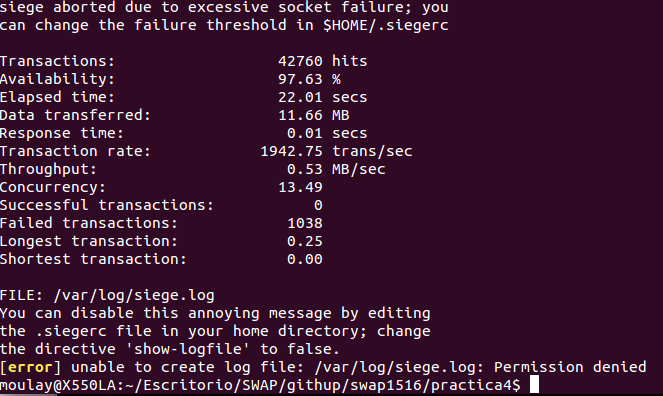 siege aborted due to excessive socket failure; you
can change the failure threshold in $HOME/.siegerc
Transactions: 42760 hits
Availability: 97.63 %
Elapsed time: 22.01 secs
Data transferred: 11.66 MB
Response time: 0.01 secs
Transaction rate: 1942.75 trans/sec
Throughput: 0.53 MB/sec
Concurrency: 13.49
Successful transactions: 0
Failed transactions: 1038
Longest transaction: 0.25
Shortest transaction: 0.00
FILE: /var/log/siege.log
You can disable this annoying message by editing
the .siegerc file in your home directory; change
the directive 'show-logfile' to false.
[error] unable to create log file: /var/log/siege.log: Permission denied
moulay@X550LA:~/Escritorio/SWAP/githup/swap1516/practica4$